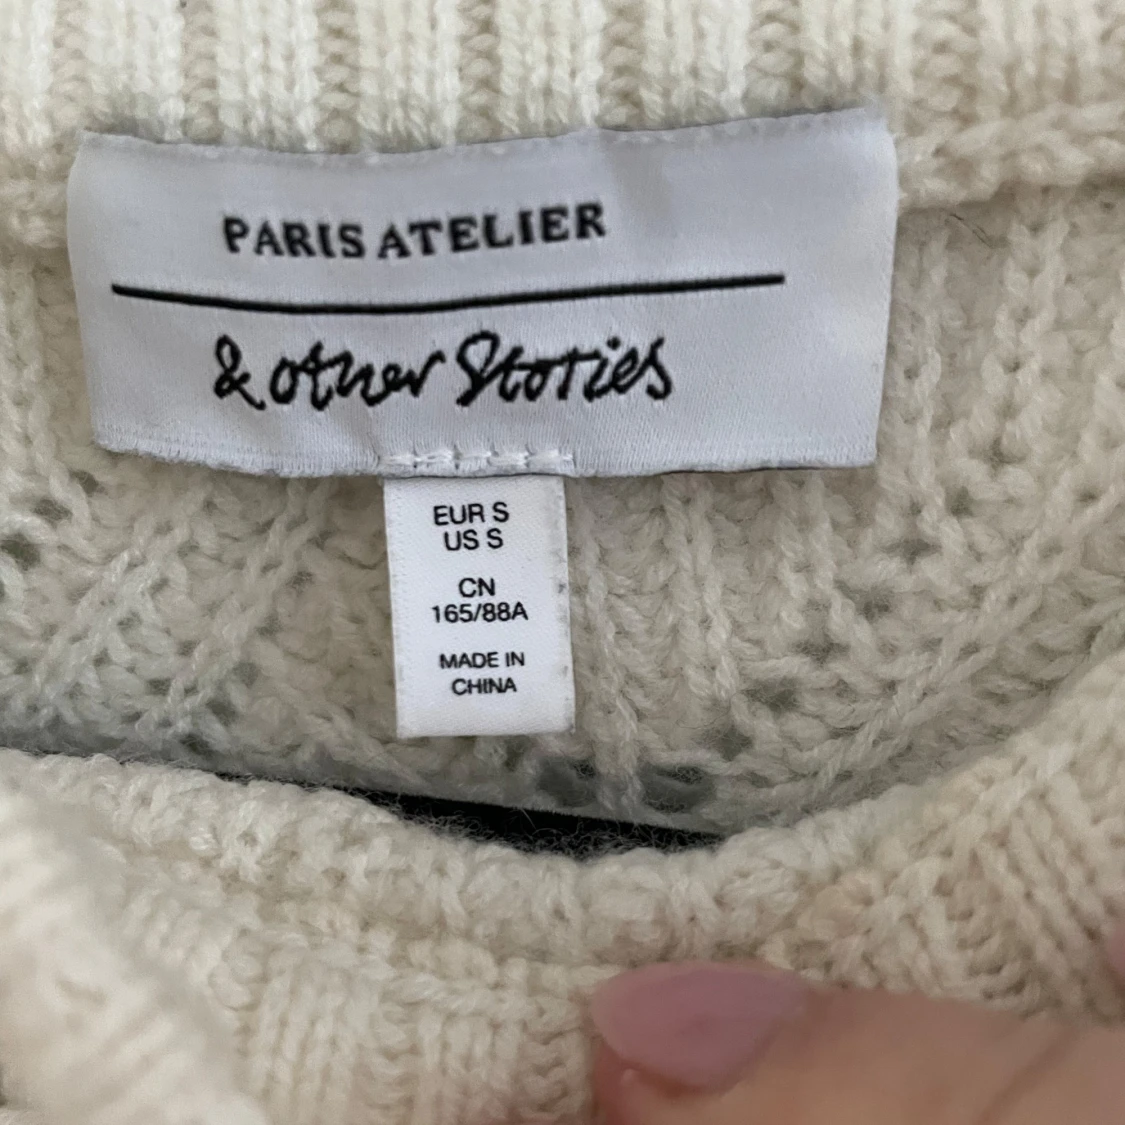 PARIS ATELIER
& other Stories
EUR S
US S
CN
165/88A
MADE IN
CHINA